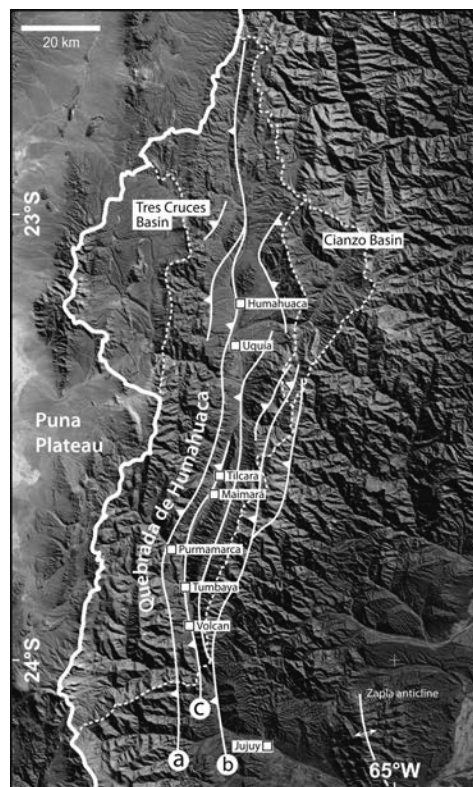 20 km
23°S
Tres Cruces
Basin
Cianzo Basin
Humahuaca
Uquia
Puna
Plateau
Quebrada de Humahuaca
Tilcara
Maimará
Purmamarca
Tumbaya
Volcan
24°S
Zapla anticline
c
a
b
Jujuy
65°W